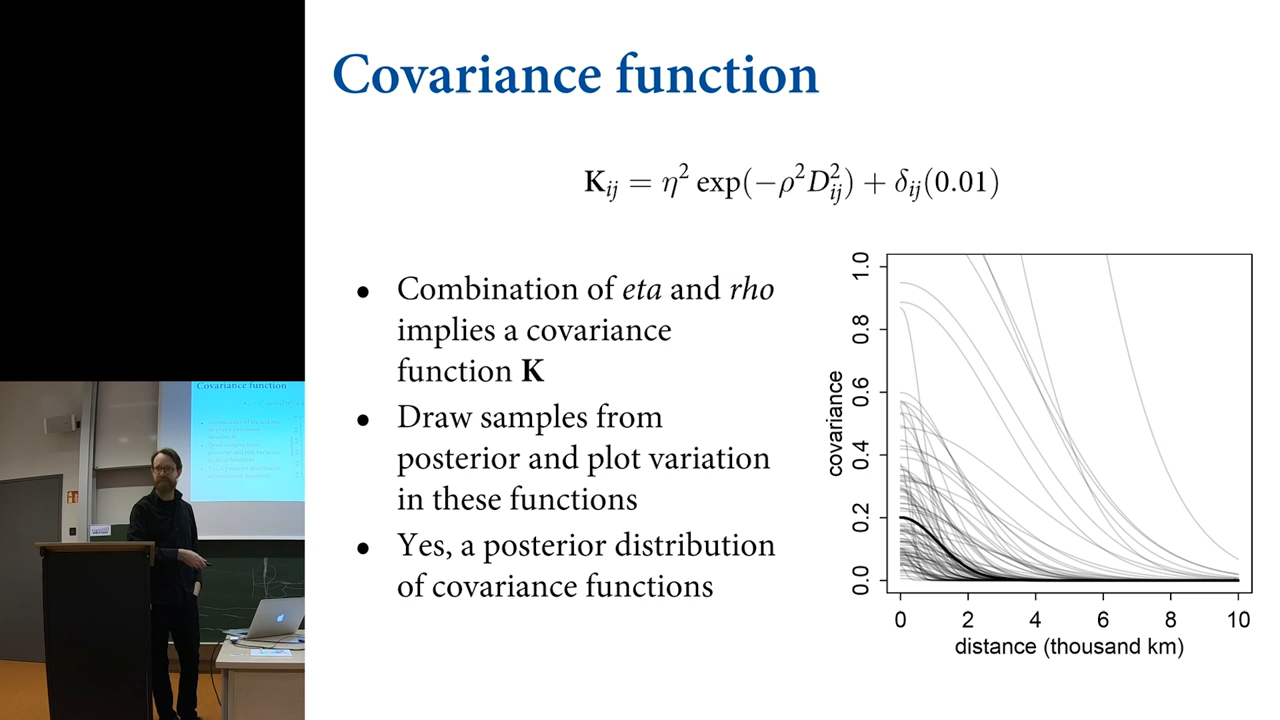 Covariance function
K_ij = η² exp(−ρ²D²_ij) + δ_ij(0.01)
• Combination of eta and rho
implies a covariance
function K
• Draw samples from
posterior and plot variation
in these functions
• Yes, a posterior distribution
of covariance functions
covariance
1.0
0.8
0.6
0.4
0.2
0.0
0 2 4 6 8 10
distance (thousand km)
Covariance function